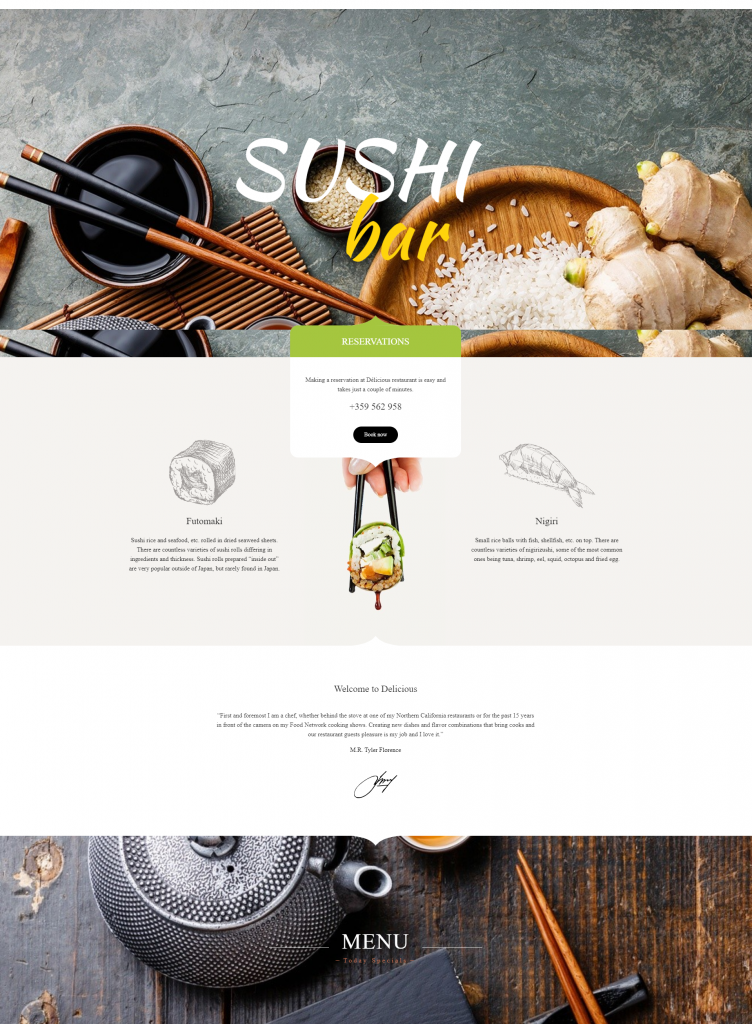 SUSHI
bar
RESERVATIONS
Making a reservation at Délicious restaurant is easy and
takes just a couple of minutes.
+359 562 958
Book now
Futomaki
Sushi rice and seafood, etc. rolled in dried seaweed sheets.
There are countless varieties of sushi rolls differing in
ingredients and thickness. Sushi rolls prepared "inside out"
are very popular outside of Japan, but rarely found in Japan.
Nigiri
Small rice balls with fish, shellfish, etc. on top. There are
countless varieties of nigirizushi, some of the most common
ones being tuna, shrimp, eel, squid, octopus and fried egg.
Welcome to Delicious
"First and foremost I am a chef, whether behind the stove at one of my Northern California restaurants or for the past 15 years
in front of the camera on my Food Network cooking shows. Creating new dishes and flavor combinations that bring cooks and
our restaurant guests pleasure is my job and I love it."
M.R. Tyler Florence
MENU
– Today Specials –